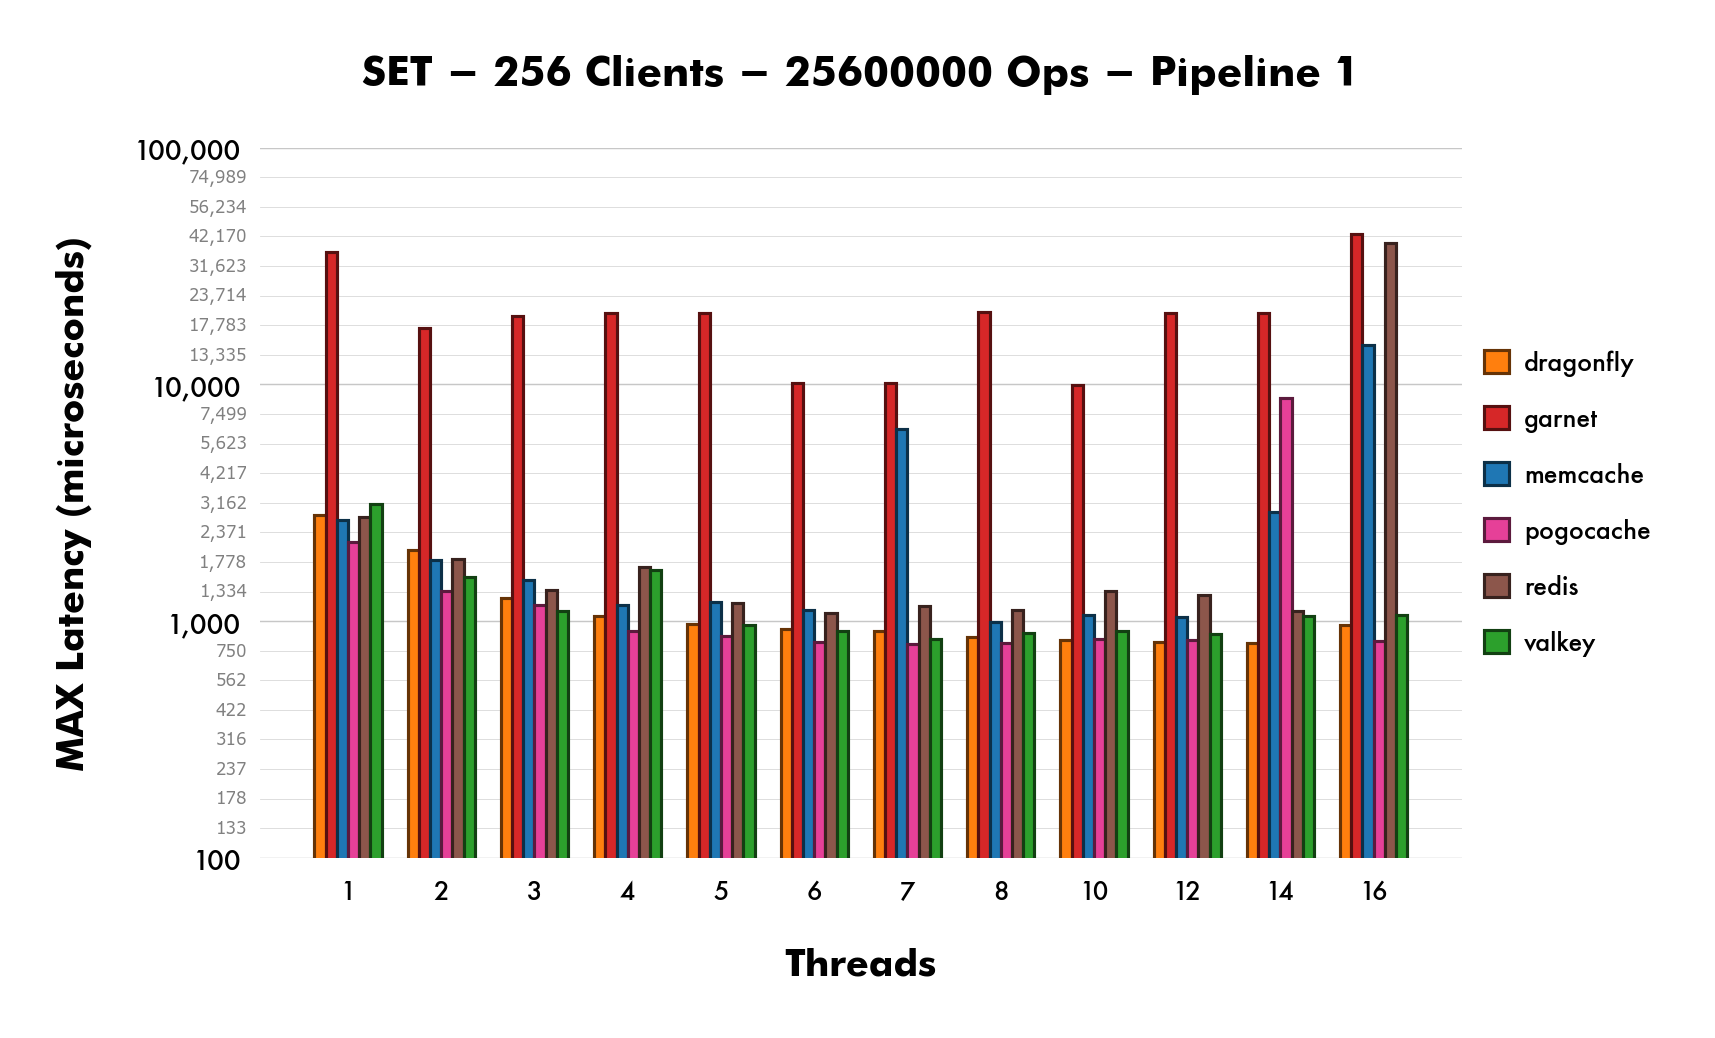 SET – 256 Clients – 25600000 Ops – Pipeline 1
MAX Latency (microseconds)
100,000
74,989
56,234
42,170
31,623
23,714
17,783
13,335
10,000
7,499
5,623
4,217
3,162
2,371
1,778
1,334
1,000
750
562
422
316
237
178
133
100
1 2 3 4 5 6 7 8 10 12 14 16
Threads
dragonfly
garnet
memcache
pogocache
redis
valkey